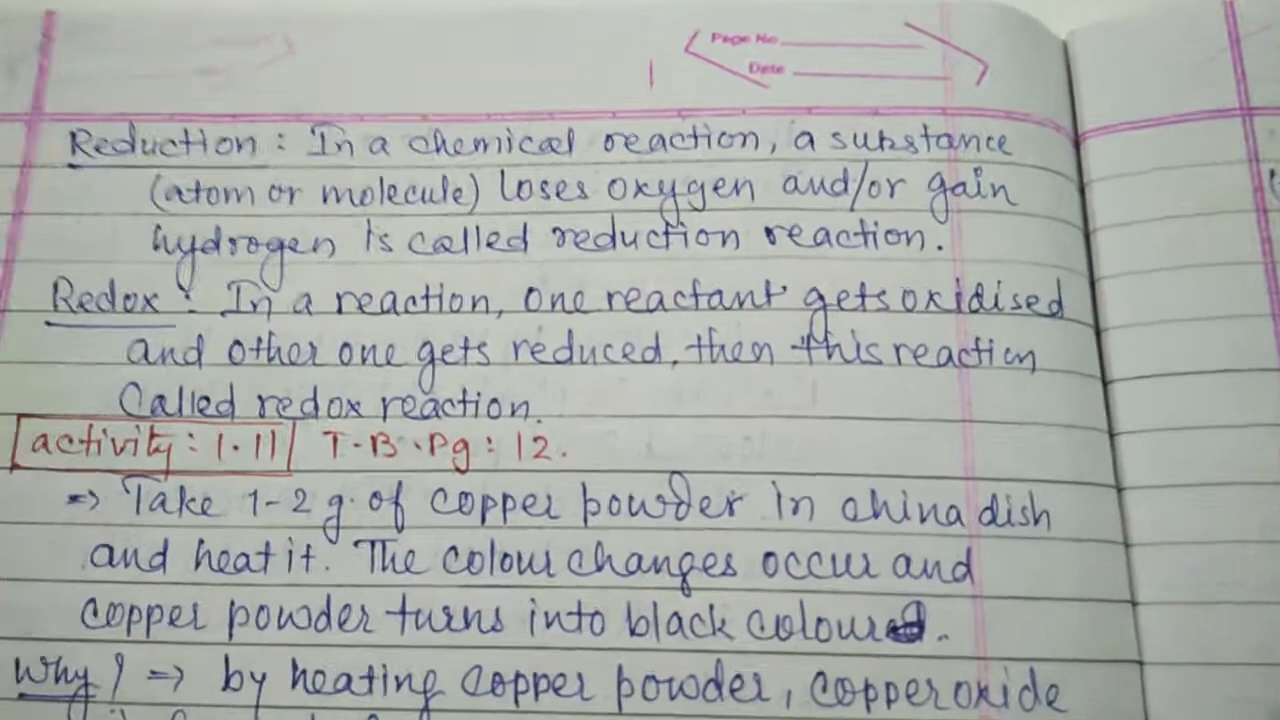 Page No
Date
Reduction : In a chemical reaction, a substance
(atom or molecule) loses oxygen and/or gain
hydrogen is called reduction reaction.
Redox : In a reaction, one reactant gets oxidised
and other one gets reduced, then this reaction
Called redox reaction.
activity : 1.11 T.B.Pg : 12.
=> Take 1-2 g. of copper powder in china dish
and heat it. The colour changes occur and
copper powder turns into black colour.
Why ? => by heating copper powder, copper oxide